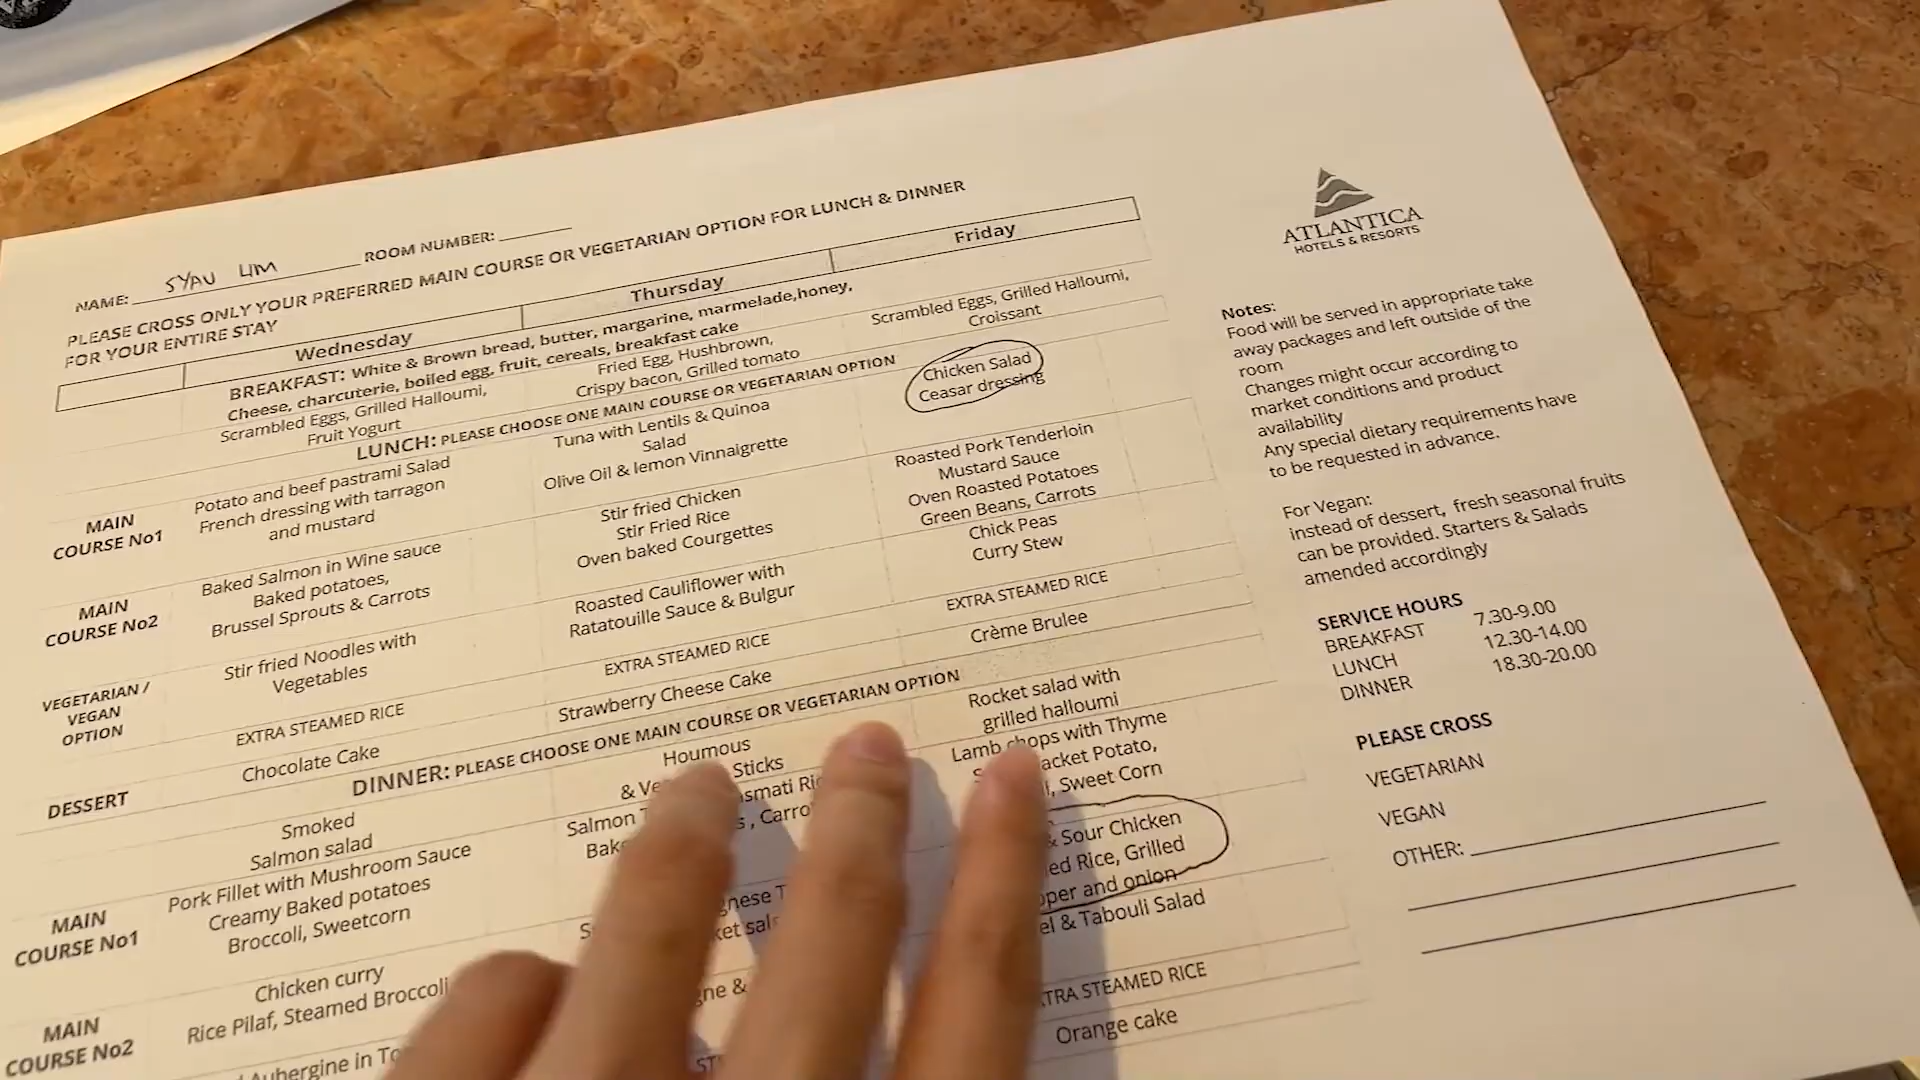 NAME: SYAU LIM ROOM NUMBER:
PLEASE CROSS ONLY YOUR PREFERRED MAIN COURSE OR VEGETARIAN OPTION FOR LUNCH & DINNER
FOR YOUR ENTIRE STAY
Wednesday Thursday Friday
BREAKFAST: White & Brown bread, butter, margarine, marmelade,honey,
Cheese, charcuterie, boiled egg, fruit, cereals, breakfast cake
Scrambled Eggs, Grilled Halloumi,
Fruit Yogurt
Fried Egg, Hushbrown,
Crispy bacon, Grilled tomato
Scrambled Eggs, Grilled Halloumi,
Croissant
LUNCH: PLEASE CHOOSE ONE MAIN COURSE OR VEGETARIAN OPTION
MAIN
COURSE No1
Potato and beef pastrami Salad
French dressing with tarragon
and mustard
Tuna with Lentils & Quinoa
Salad
Olive Oil & lemon Vinnaigrette
Chicken Salad
Ceasar dressing
MAIN
COURSE No2
Baked Salmon in Wine sauce
Baked potatoes,
Brussel Sprouts & Carrots
Stir fried Chicken
Stir Fried Rice
Oven baked Courgettes
Roasted Pork Tenderloin
Mustard Sauce
Oven Roasted Potatoes
Green Beans, Carrots
VEGETARIAN /
VEGAN
OPTION
Stir fried Noodles with
Vegetables
Roasted Cauliflower with
Ratatouille Sauce & Bulgur
Chick Peas
Curry Stew
EXTRA STEAMED RICE
EXTRA STEAMED RICE
EXTRA STEAMED RICE
DESSERT
Chocolate Cake
Strawberry Cheese Cake
Crème Brulee
DINNER: PLEASE CHOOSE ONE MAIN COURSE OR VEGETARIAN OPTION
Smoked
Salmon salad
Houmous
& Sticks
Rocket salad with
grilled halloumi
MAIN
COURSE No1
Pork Fillet with Mushroom Sauce
Creamy Baked potatoes
Broccoli, Sweetcorn
Salmon
Lamb chops with Thyme
Potato,
Sweet Corn
MAIN
COURSE No2
Chicken curry
Rice Pilaf, Steamed Broccoli
& Sour Chicken
Rice, Grilled
and onion
& Tabouli Salad
Aubergine in
STEAMED RICE
Orange cake
ATLANTICA
HOTELS & RESORTS
Notes:
Food will be served in appropriate take
away packages and left outside of the
room
Changes might occur according to
market conditions and product
availability
Any special dietary requirements have
to be requested in advance.
For Vegan:
instead of dessert, fresh seasonal fruits
can be provided. Starters & Salads
amended accordingly
SERVICE HOURS
BREAKFAST 7.30-9.00
LUNCH 12.30-14.00
DINNER 18.30-20.00
PLEASE CROSS
VEGETARIAN
VEGAN
OTHER: